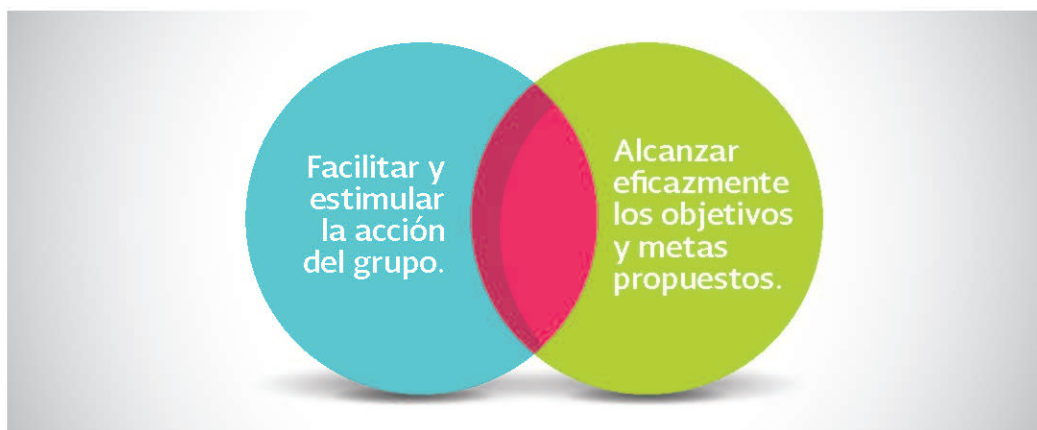 Facilitar y
estimular
la acción
del grupo.
Alcanzar
eficazmente
los objetivos
y metas
propuestos.